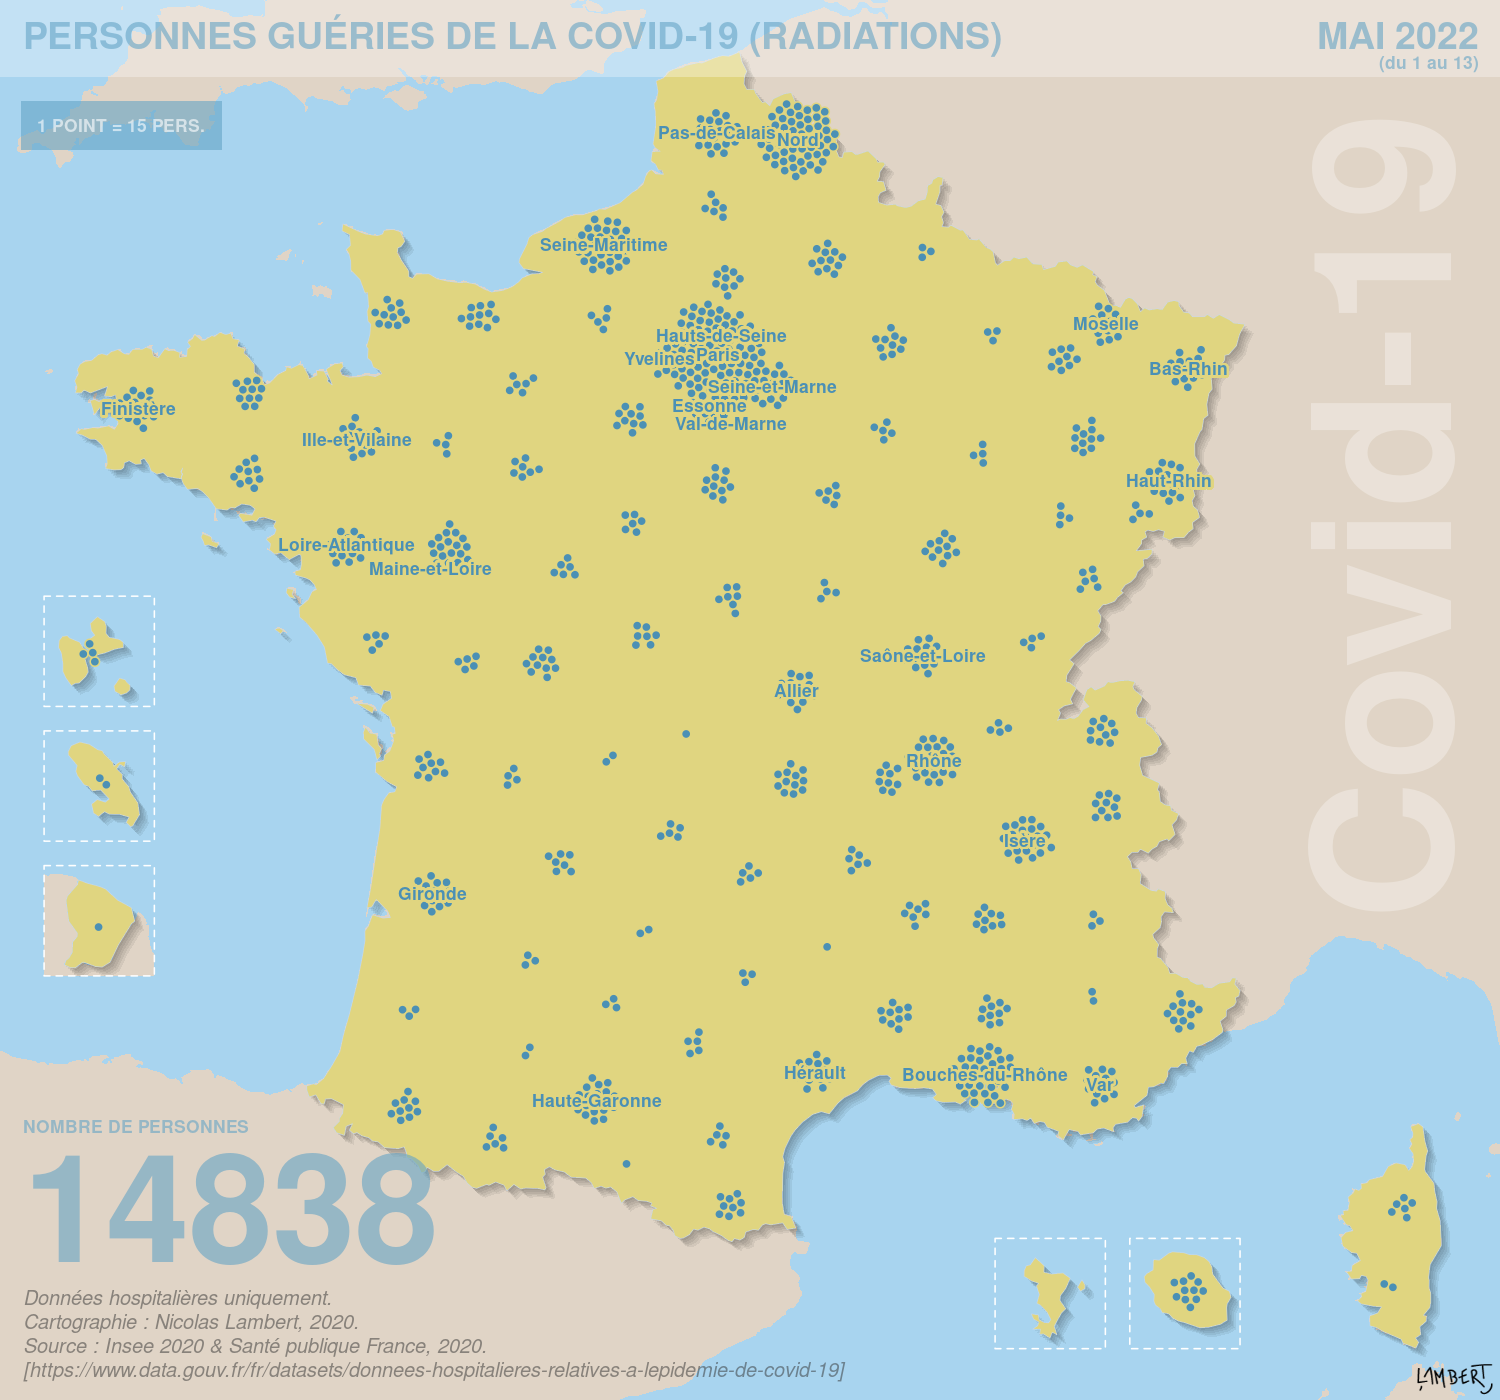 PERSONNES GUÉRIES DE LA COVID-19 (RADIATIONS)
MAI 2022
(du 1 au 13)
1 POINT = 15 PERS.
Covid-19
Pas-de-Calais
Nord
Seine-Maritime
Hauts-de-Seine
Yvelines
Paris
Seine-et-Marne
Essonne
Val-de-Marne
Moselle
Bas-Rhin
Finistère
Ille-et-Vilaine
Haut-Rhin
Loire-Atlantique
Maine-et-Loire
Saône-et-Loire
Allier
Rhône
Isère
Gironde
Hérault
Bouches-du-Rhône
Var
Haute-Garonne
NOMBRE DE PERSONNES
14838
Données hospitalières uniquement.
Cartographie : Nicolas Lambert, 2020.
Source : Insee 2020 & Santé publique France, 2020.
[https://www.data.gouv.fr/fr/datasets/donnees-hospitalieres-relatives-a-lepidemie-de-covid-19]
LAMBERT